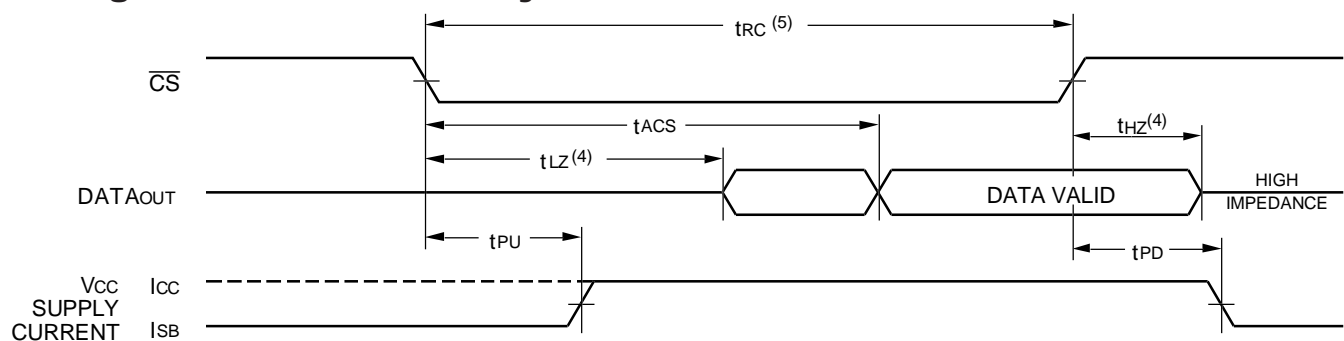 tRC (5)
CS
tACS
tHZ(4)
tLZ(4)
DATAOUT
DATA VALID
HIGH
IMPEDANCE
tPU
tPD
VCC ICC
SUPPLY
CURRENT ISB